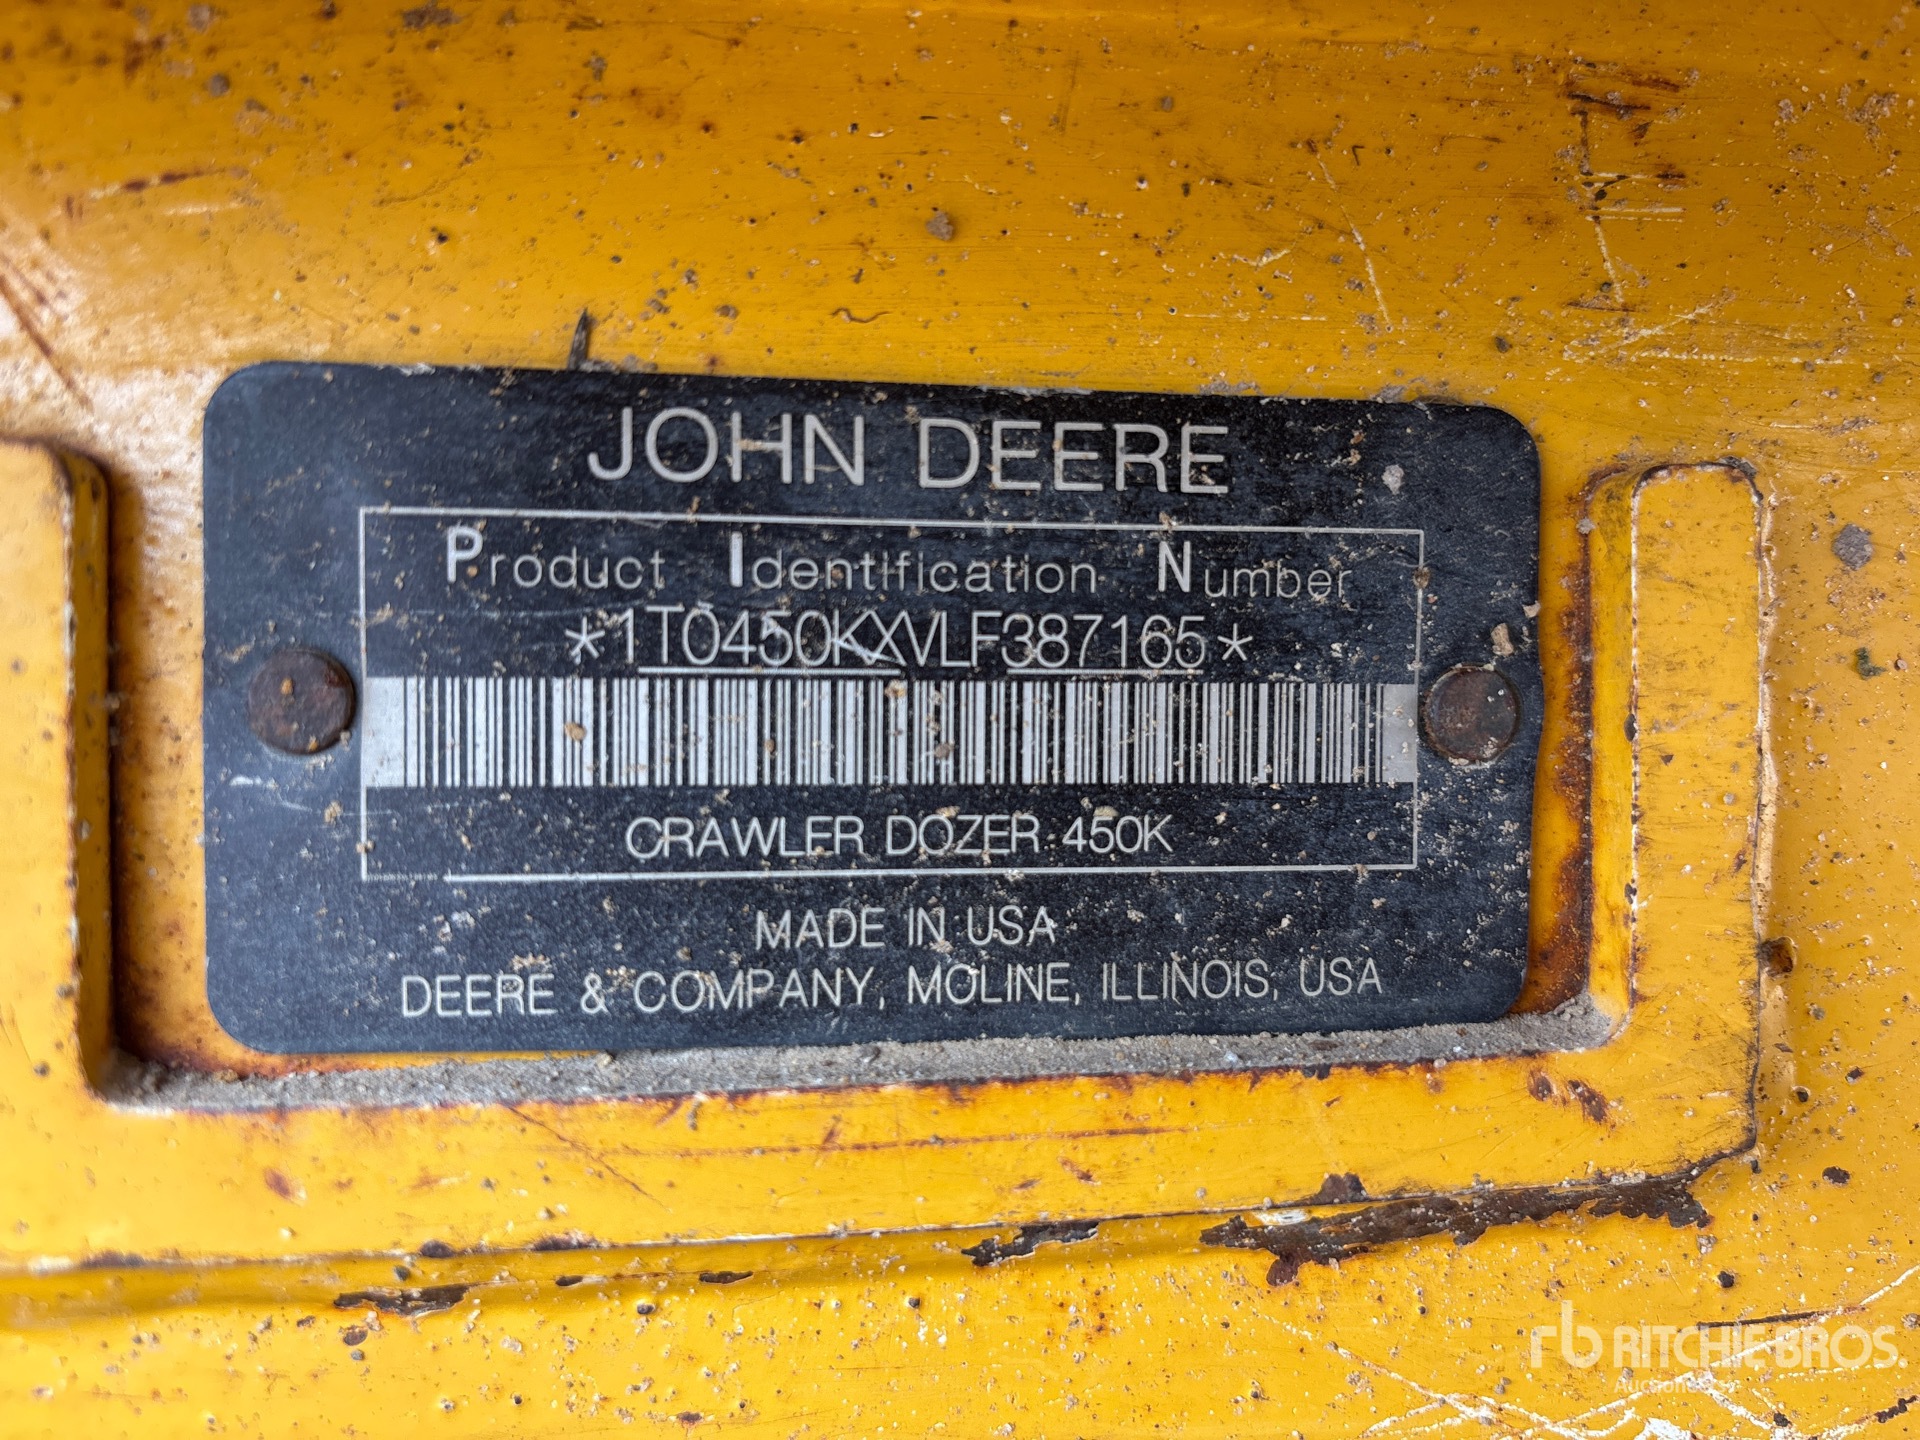 JOHN DEERE
Product Identification Number
*1T0450KXVLF387165*
CRAWLER DOZER 450K
MADE IN USA
DEERE & COMPANY, MOLINE, ILLINOIS, USA
rb RITCHIE BROS.